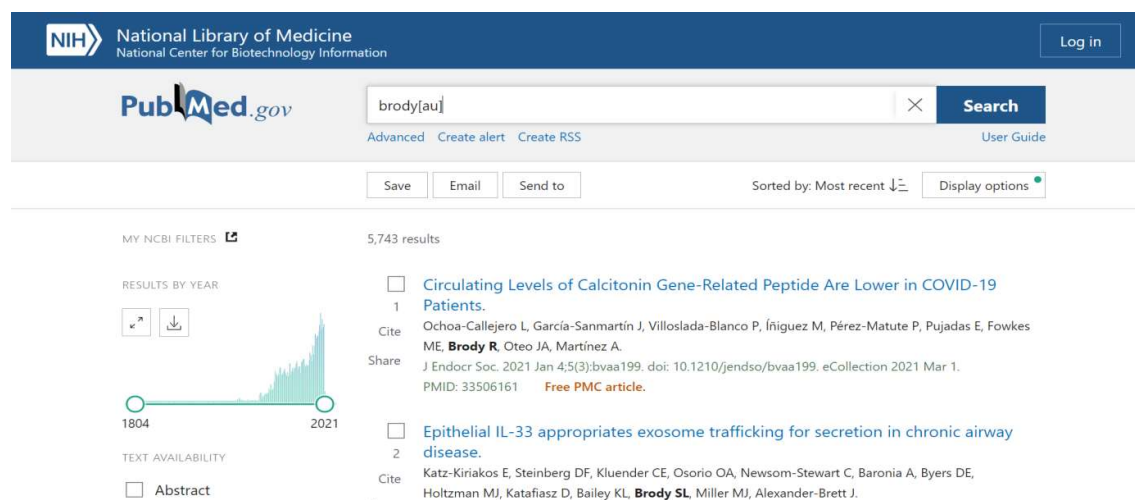 NIH National Library of Medicine
National Center for Biotechnology Information
Log in
PubMed.gov
brody[au]
Search
Advanced Create alert Create RSS
User Guide
Save Email Send to
Sorted by: Most recent
Display options
MY NCBI FILTERS
5,743 results
RESULTS BY YEAR
1804 2021
TEXT AVAILABILITY
Abstract
1
Cite
Share
Circulating Levels of Calcitonin Gene-Related Peptide Are Lower in COVID-19
Patients.
Ochoa-Callejero L, García-Sanmartín J, Villoslada-Blanco P, Íñiguez M, Pérez-Matute P, Pujadas E, Fowkes
ME, Brody R, Oteo JA, Martínez A.
J Endocr Soc. 2021 Jan 4;5(3):bvaa199. doi: 10.1210/jendso/bvaa199. eCollection 2021 Mar 1.
PMID: 33506161 Free PMC article.
2
Cite
Epithelial IL-33 appropriates exosome trafficking for secretion in chronic airway
disease.
Katz-Kiriakos E, Steinberg DF, Kluender CE, Osorio OA, Newsom-Stewart C, Baronia A, Byers DE,
Holtzman MJ, Katafiasz D, Bailey KL, Brody SL, Miller MJ, Alexander-Brett J.